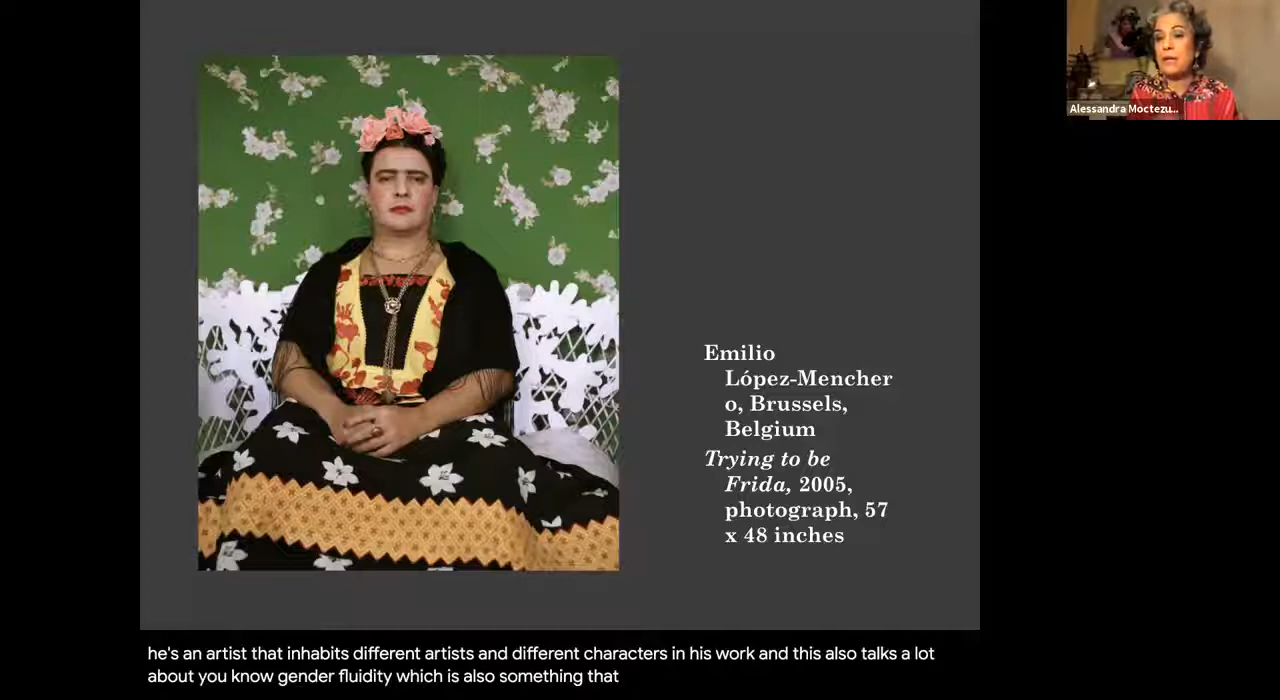 Alessandra Moctezu...
Emilio
López-Mencher
o, Brussels,
Belgium
Trying to be
Frida, 2005,
photograph, 57
x 48 inches
he's an artist that inhabits different artists and different characters in his work and this also talks a lot
about you know gender fluidity which is also something that